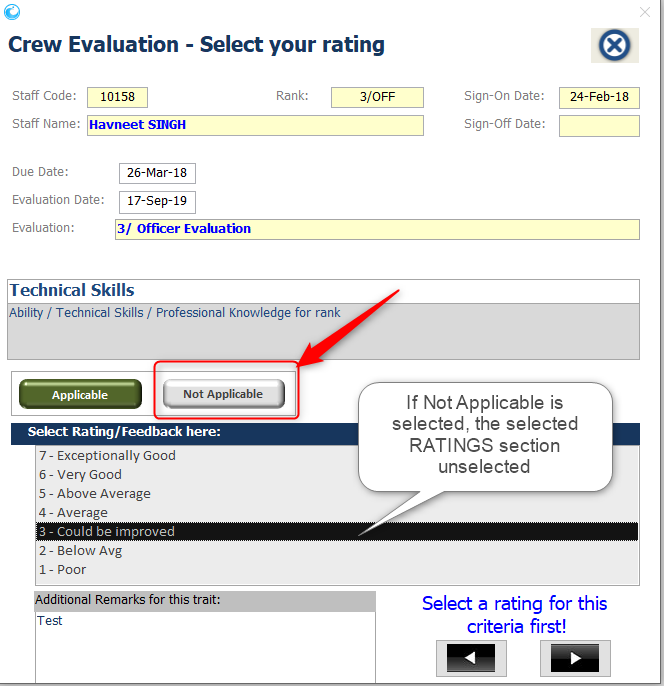 Crew Evaluation - Select your rating
Staff Code: 10158 Rank: 3/OFF Sign-On Date: 24-Feb-18
Staff Name: Havneet SINGH Sign-Off Date:
Due Date: 26-Mar-18
Evaluation Date: 17-Sep-19
Evaluation: 3/ Officer Evaluation
Technical Skills
Ability / Technical Skills / Professional Knowledge for rank
Applicable Not Applicable
If Not Applicable is
selected, the selected
RATINGS section
unselected
Select Rating/Feedback here:
7 - Exceptionally Good
6 - Very Good
5 - Above Average
4 - Average
3 - Could be improved
2 - Below Avg
1 - Poor
Additional Remarks for this trait:
Test
Select a rating for this
criteria first!